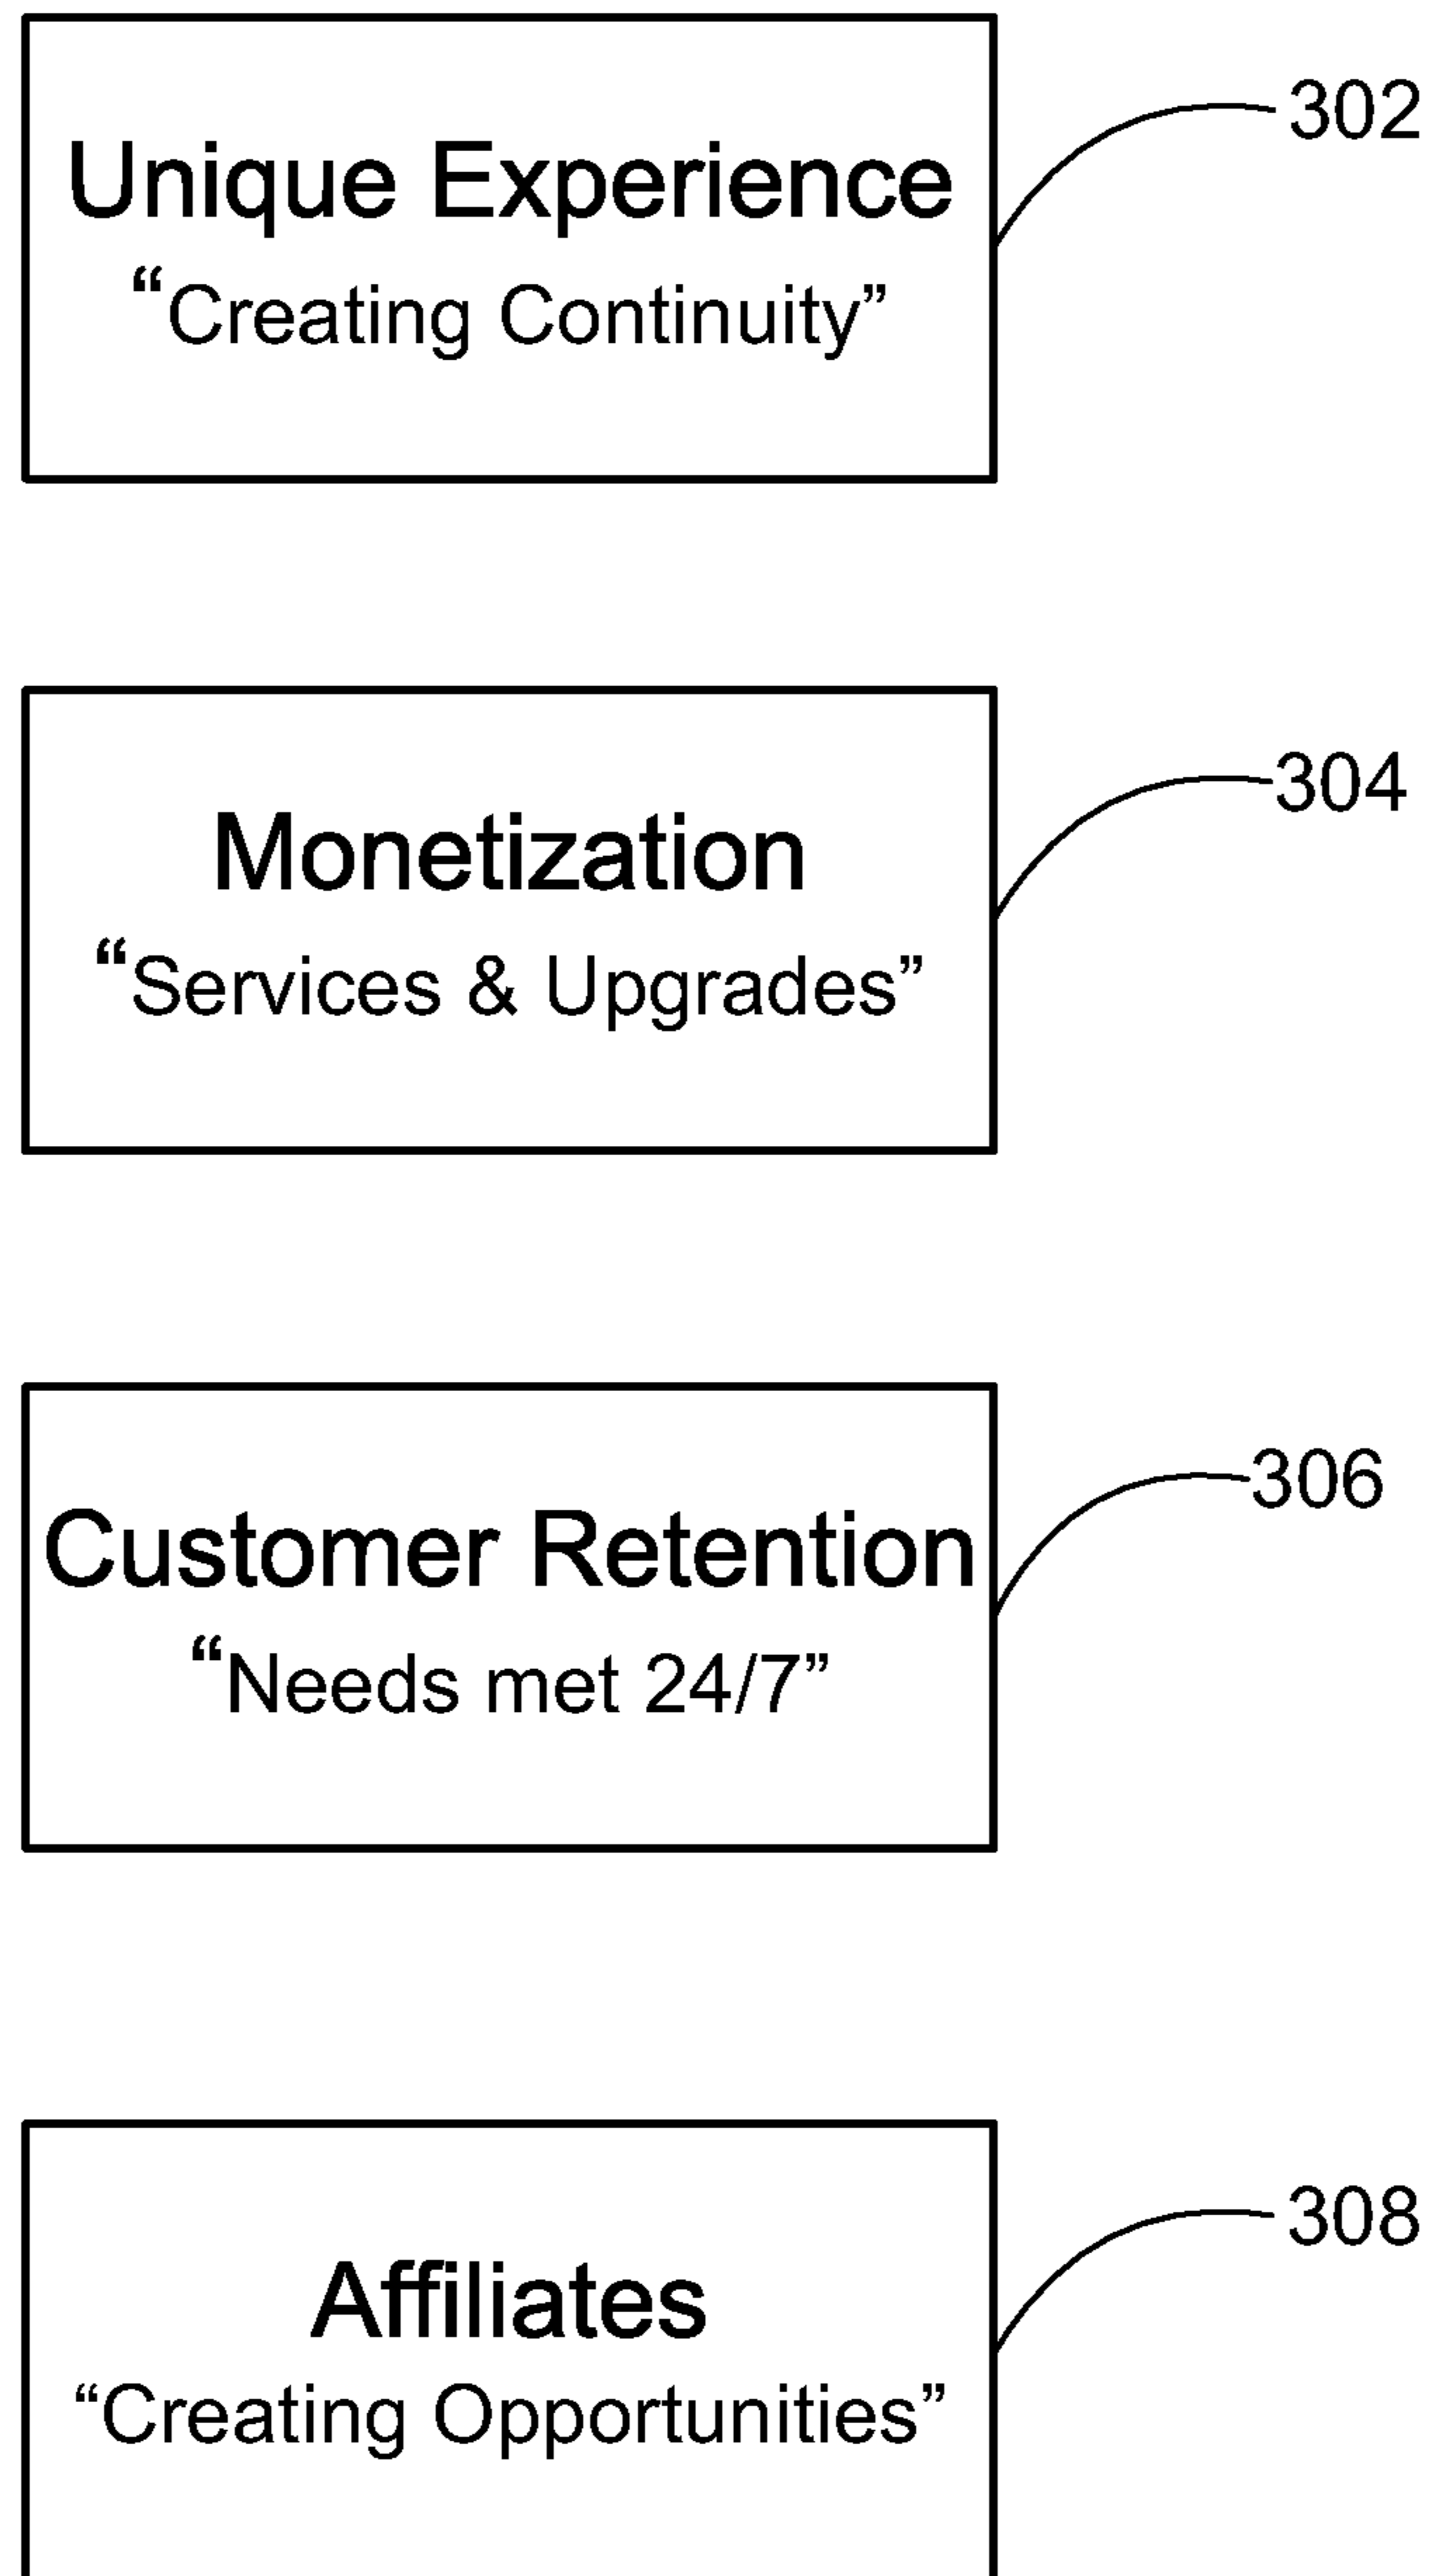 302
Unique Experience
“Creating Continuity”
304
Monetization
“Services & Upgrades”
306
Customer Retention
“Needs met 24/7”
308
Affiliates
“Creating Opportunities”